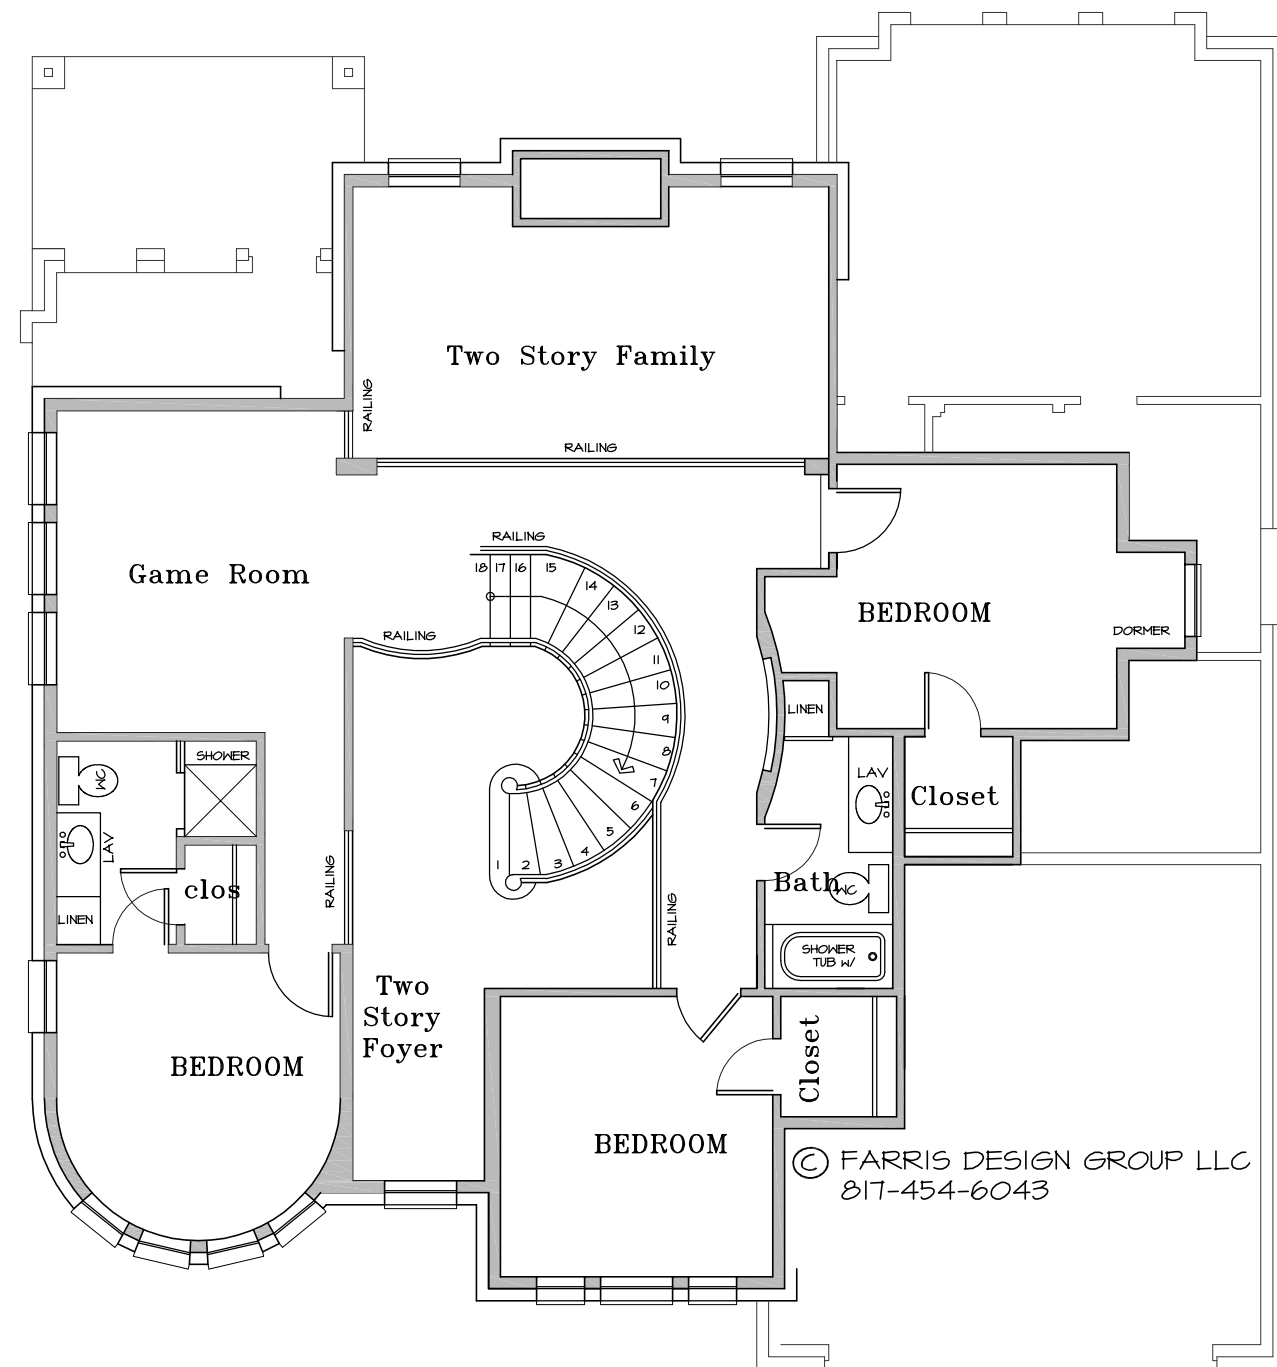 Two Story Family
RAILING
RAILING
RAILING
18 17 16 15
14
13
12
11
10
9
8
7
6
5
4
3
2
1
Game Room
RAILING
BEDROOM
DORMER
LINEN
LAV
Closet
SHOWER
WC
LAV
clos
LINEN
RAILING
Bath
WC
RAILING
SHOWER
TUB W/
Two
Story
Foyer
BEDROOM
Closet
BEDROOM
© FARRIS DESIGN GROUP LLC
817-454-6043